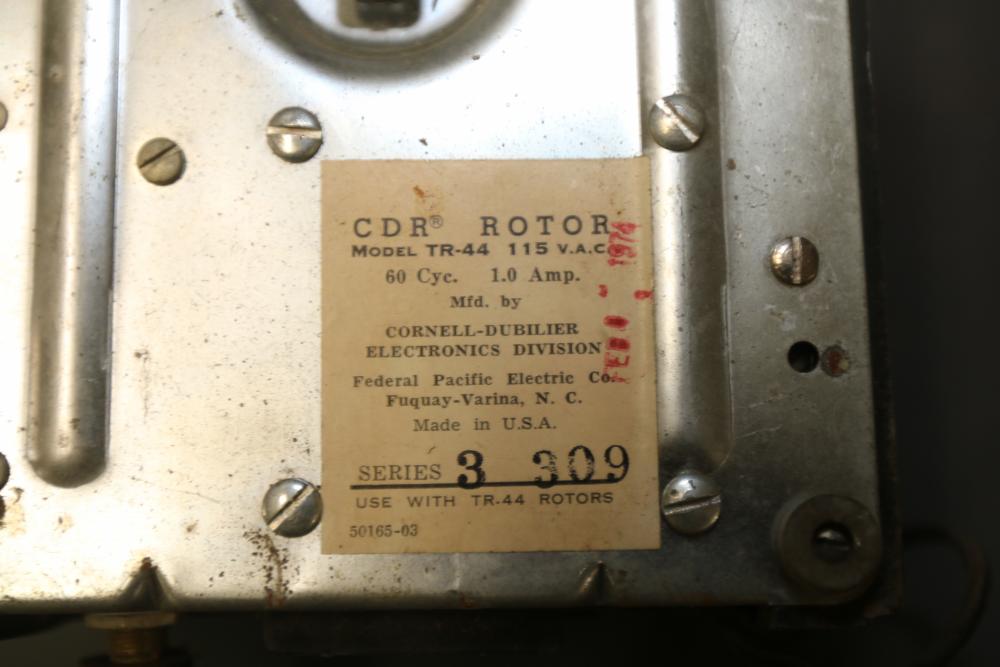 CDR® ROTOR
MODEL TR-44 115 V.A.C.
60 Cyc. 1.0 Amp.
Mfd. by
CORNELL-DUBILIER
ELECTRONICS DIVISION
Federal Pacific Electric Co.
Fuquay-Varina, N. C.
Made in U.S.A.
SERIES 3 309
USE WITH TR-44 ROTORS
50165-03